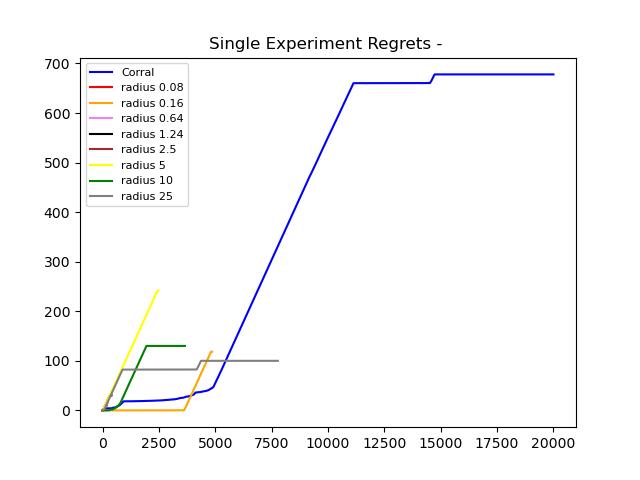 Single Experiment Regrets -
700
600
500
400
300
200
100
0
Corral
radius 0.08
radius 0.16
radius 0.64
radius 1.24
radius 2.5
radius 5
radius 10
radius 25
0 2500 5000 7500 10000 12500 15000 17500 20000